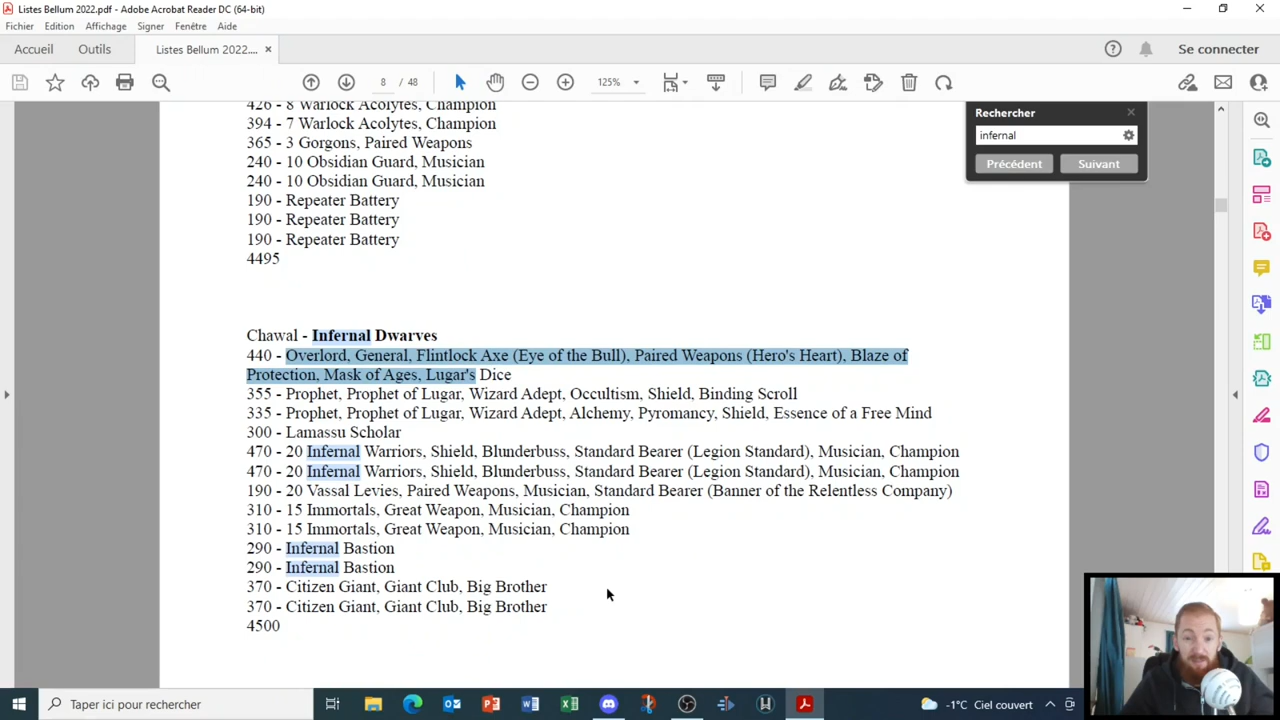 Listes Bellum 2022.pdf - Adobe Acrobat Reader DC (64-bit)
Fichier Edition Affichage Signer Fenêtre Aide
Accueil Outils Listes Bellum 2022.... × Se connecter
8 / 48 125%
Rechercher
infernal
Précédent Suivant
426 - 8 Warlock Acolytes, Champion
394 - 7 Warlock Acolytes, Champion
365 - 3 Gorgons, Paired Weapons
240 - 10 Obsidian Guard, Musician
240 - 10 Obsidian Guard, Musician
190 - Repeater Battery
190 - Repeater Battery
190 - Repeater Battery
4495
Chawal - Infernal Dwarves
440 - Overlord, General, Flintlock Axe (Eye of the Bull), Paired Weapons (Hero's Heart), Blaze of
Protection, Mask of Ages, Lugar's Dice
355 - Prophet, Prophet of Lugar, Wizard Adept, Occultism, Shield, Binding Scroll
335 - Prophet, Prophet of Lugar, Wizard Adept, Alchemy, Pyromancy, Shield, Essence of a Free Mind
300 - Lamassu Scholar
470 - 20 Infernal Warriors, Shield, Blunderbuss, Standard Bearer (Legion Standard), Musician, Champion
470 - 20 Infernal Warriors, Shield, Blunderbuss, Standard Bearer (Legion Standard), Musician, Champion
190 - 20 Vassal Levies, Paired Weapons, Musician, Standard Bearer (Banner of the Relentless Company)
310 - 15 Immortals, Great Weapon, Musician, Champion
310 - 15 Immortals, Great Weapon, Musician, Champion
290 - Infernal Bastion
290 - Infernal Bastion
370 - Citizen Giant, Giant Club, Big Brother
370 - Citizen Giant, Giant Club, Big Brother
4500
Taper ici pour rechercher
-1°C Ciel couvert